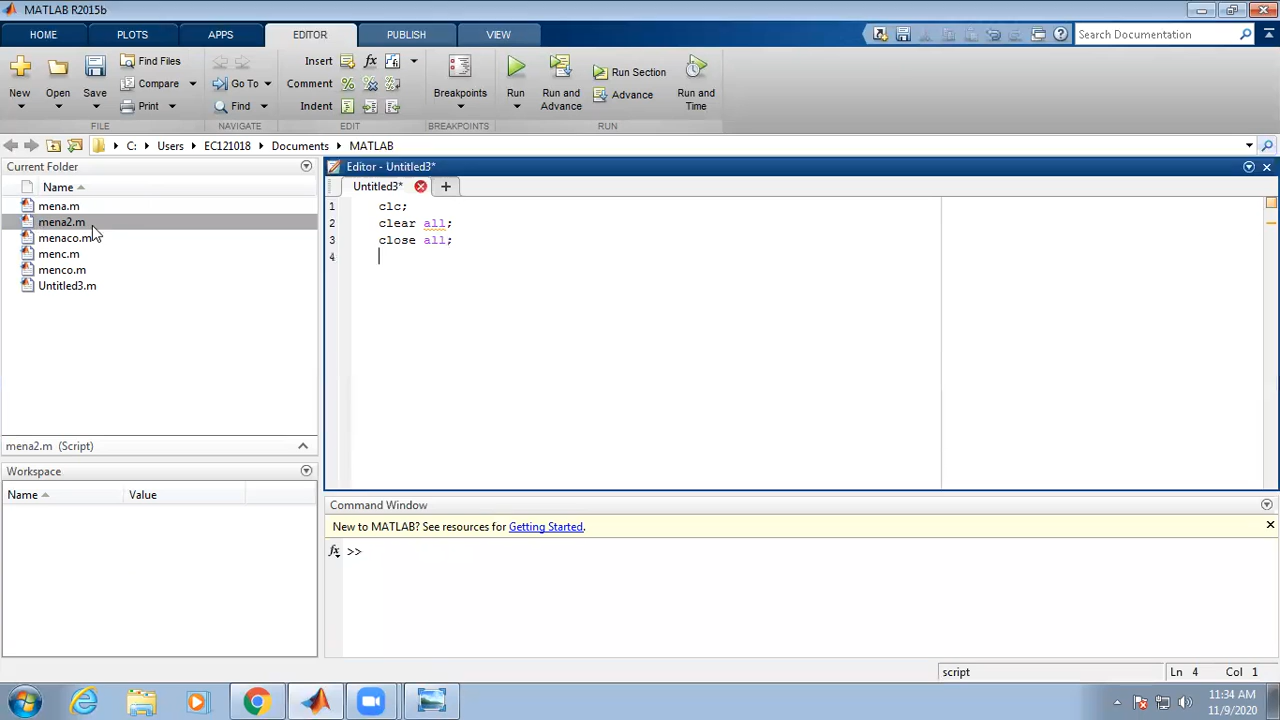 MATLAB R2015b
HOME PLOTS APPS EDITOR PUBLISH VIEW
Search Documentation
New Open Save Find Files Compare Print
Go To Find
Insert fx
Comment
Indent
Breakpoints
Run Run and Advance Run Section Advance Run and Time
FILE NAVIGATE EDIT BREAKPOINTS RUN
C: Users EC121018 Documents MATLAB
Current Folder
Name
mena.m
mena2.m
menaco.m
menc.m
menco.m
Untitled3.m
mena2.m (Script)
Workspace
Name Value
Editor - Untitled3*
Untitled3* +
1 clc;
2 clear all;
3 close all;
4
Command Window
New to MATLAB? See resources for Getting Started.
fx >>
script Ln 4 Col 1
11:34 AM
11/9/2020